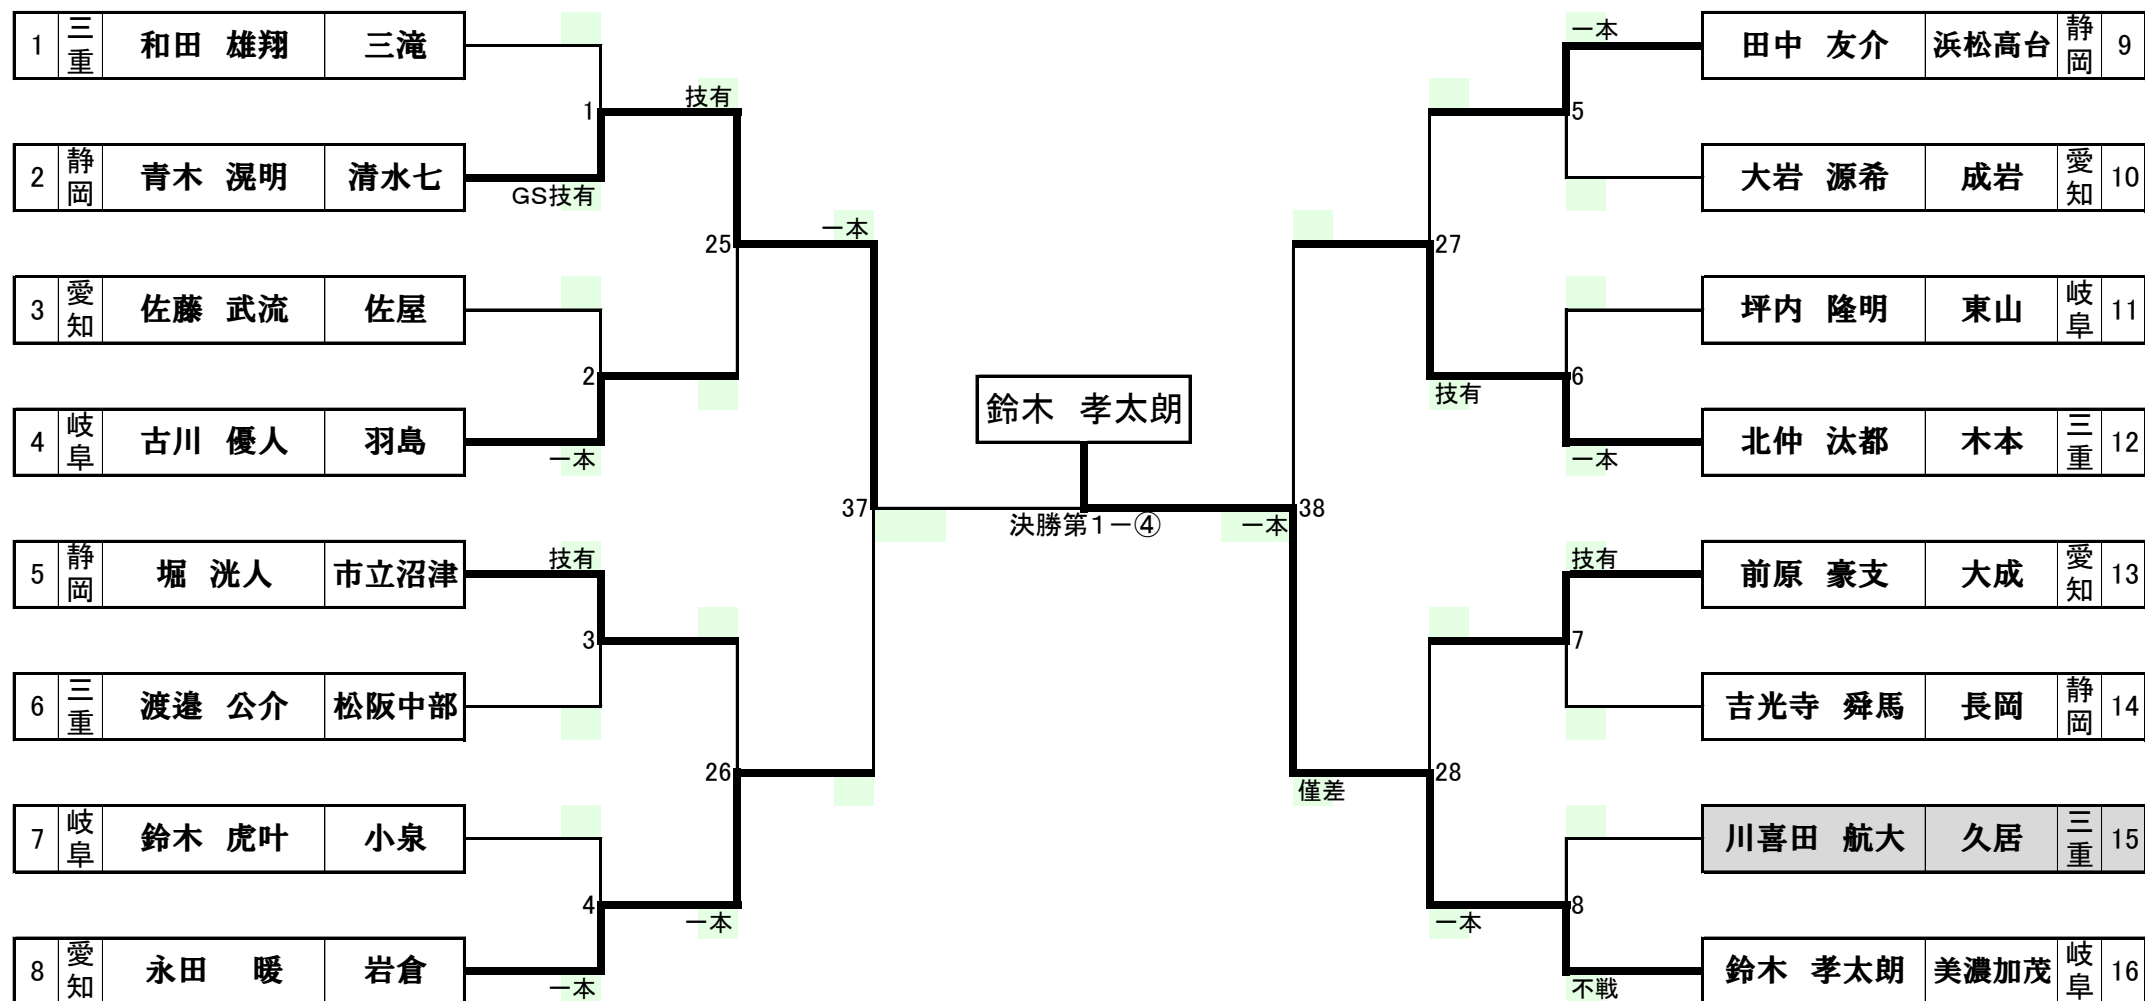 1 三重 和田 雄翔 三滝
2 静岡 青木 滉明 清水七
3 愛知 佐藤 武流 佐屋
4 岐阜 古川 優人 羽島
5 静岡 堀 洸人 市立沼津
6 三重 渡邉 公介 松阪中部
7 岐阜 鈴木 虎叶 小泉
8 愛知 永田 暖 岩倉
1
GS技有
2
一本
技有
3
4
一本
技有
25
26
一本
一本
37
鈴木 孝太朗
決勝第1-④
一本
38
僅差
27
技有
28
一本
一本
5
6
一本
技有
7
8
不戦
田中 友介 浜松高台 静岡 9
大岩 源希 成岩 愛知 10
坪内 隆明 東山 岐阜 11
北仲 汰都 木本 三重 12
前原 豪支 大成 愛知 13
吉光寺 舜馬 長岡 静岡 14
川喜田 航大 久居 三重 15
鈴木 孝太朗 美濃加茂 岐阜 16